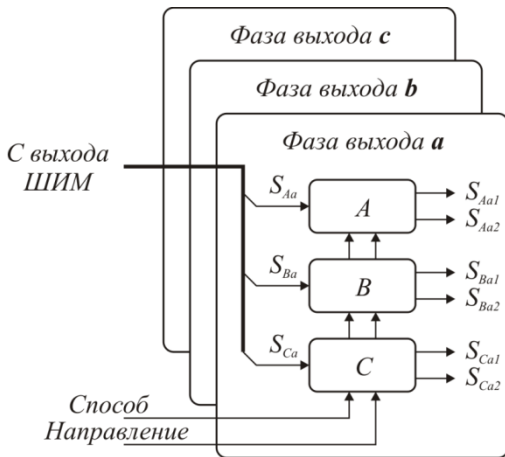 Фаза выхода c
Фаза выхода b
Фаза выхода a
С выхода
ШИМ
S_Aa
A
S_Aa1
S_Aa2
S_Ba
B
S_Ba1
S_Ba2
S_Ca
C
S_Ca1
S_Ca2
Способ
Направление